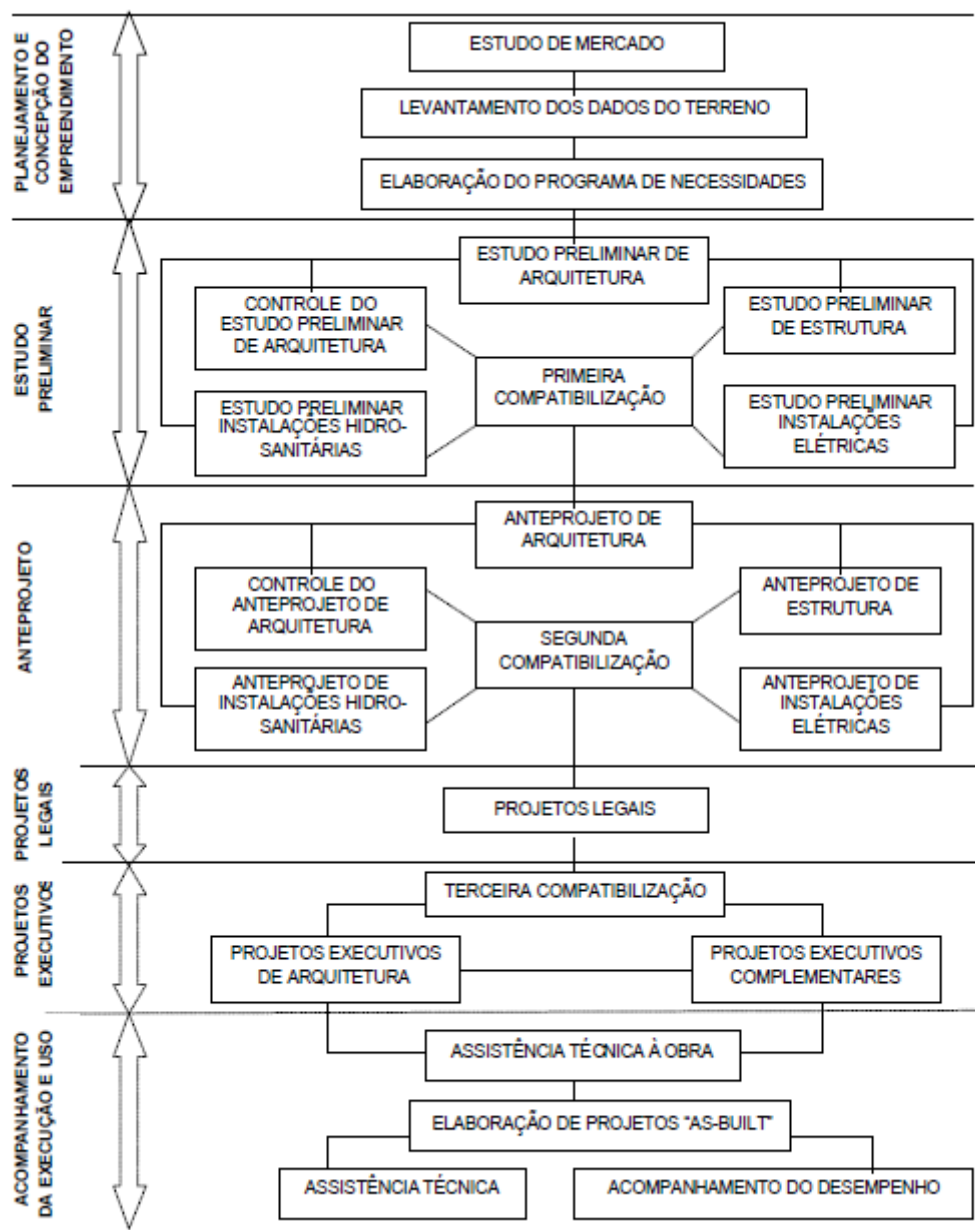 PLANEJAMENTO E
CONCEPÇÃO DO
EMPREENDIMENTO
ESTUDO DE MERCADO
LEVANTAMENTO DOS DADOS DO TERRENO
ELABORAÇÃO DO PROGRAMA DE NECESSIDADES
ESTUDO
PRELIMINAR
ESTUDO PRELIMINAR DE
ARQUITETURA
CONTROLE DO
ESTUDO PRELIMINAR
DE ARQUITETURA
ESTUDO PRELIMINAR
DE ESTRUTURA
PRIMEIRA
COMPATIBILIZAÇÃO
ESTUDO PRELIMINAR
INSTALAÇÕES HIDRO-
SANITÁRIAS
ESTUDO PRELIMINAR
INSTALAÇÕES
ELÉTRICAS
ANTEPROJETO
ANTEPROJETO DE
ARQUITETURA
CONTROLE DO
ANTEPROJETO DE
ARQUITETURA
ANTEPROJETO DE
ESTRUTURA
SEGUNDA
COMPATIBILIZAÇÃO
ANTEPROJETO DE
INSTALAÇÕES HIDRO-
SANITÁRIAS
ANTEPROJETO DE
INSTALAÇÕES
ELÉTRICAS
PROJETOS
LEGAIS
PROJETOS LEGAIS
PROJETOS
EXECUTIVOS
TERCEIRA COMPATIBILIZAÇÃO
PROJETOS EXECUTIVOS
DE ARQUITETURA
PROJETOS EXECUTIVOS
COMPLEMENTARES
ACOMPANHAMENTO
DA EXECUÇÃO E USO
ASSISTÊNCIA TÉCNICA À OBRA
ELABORAÇÃO DE PROJETOS "AS-BUILT"
ASSISTÊNCIA TÉCNICA
ACOMPANHAMENTO DO DESEMPENHO